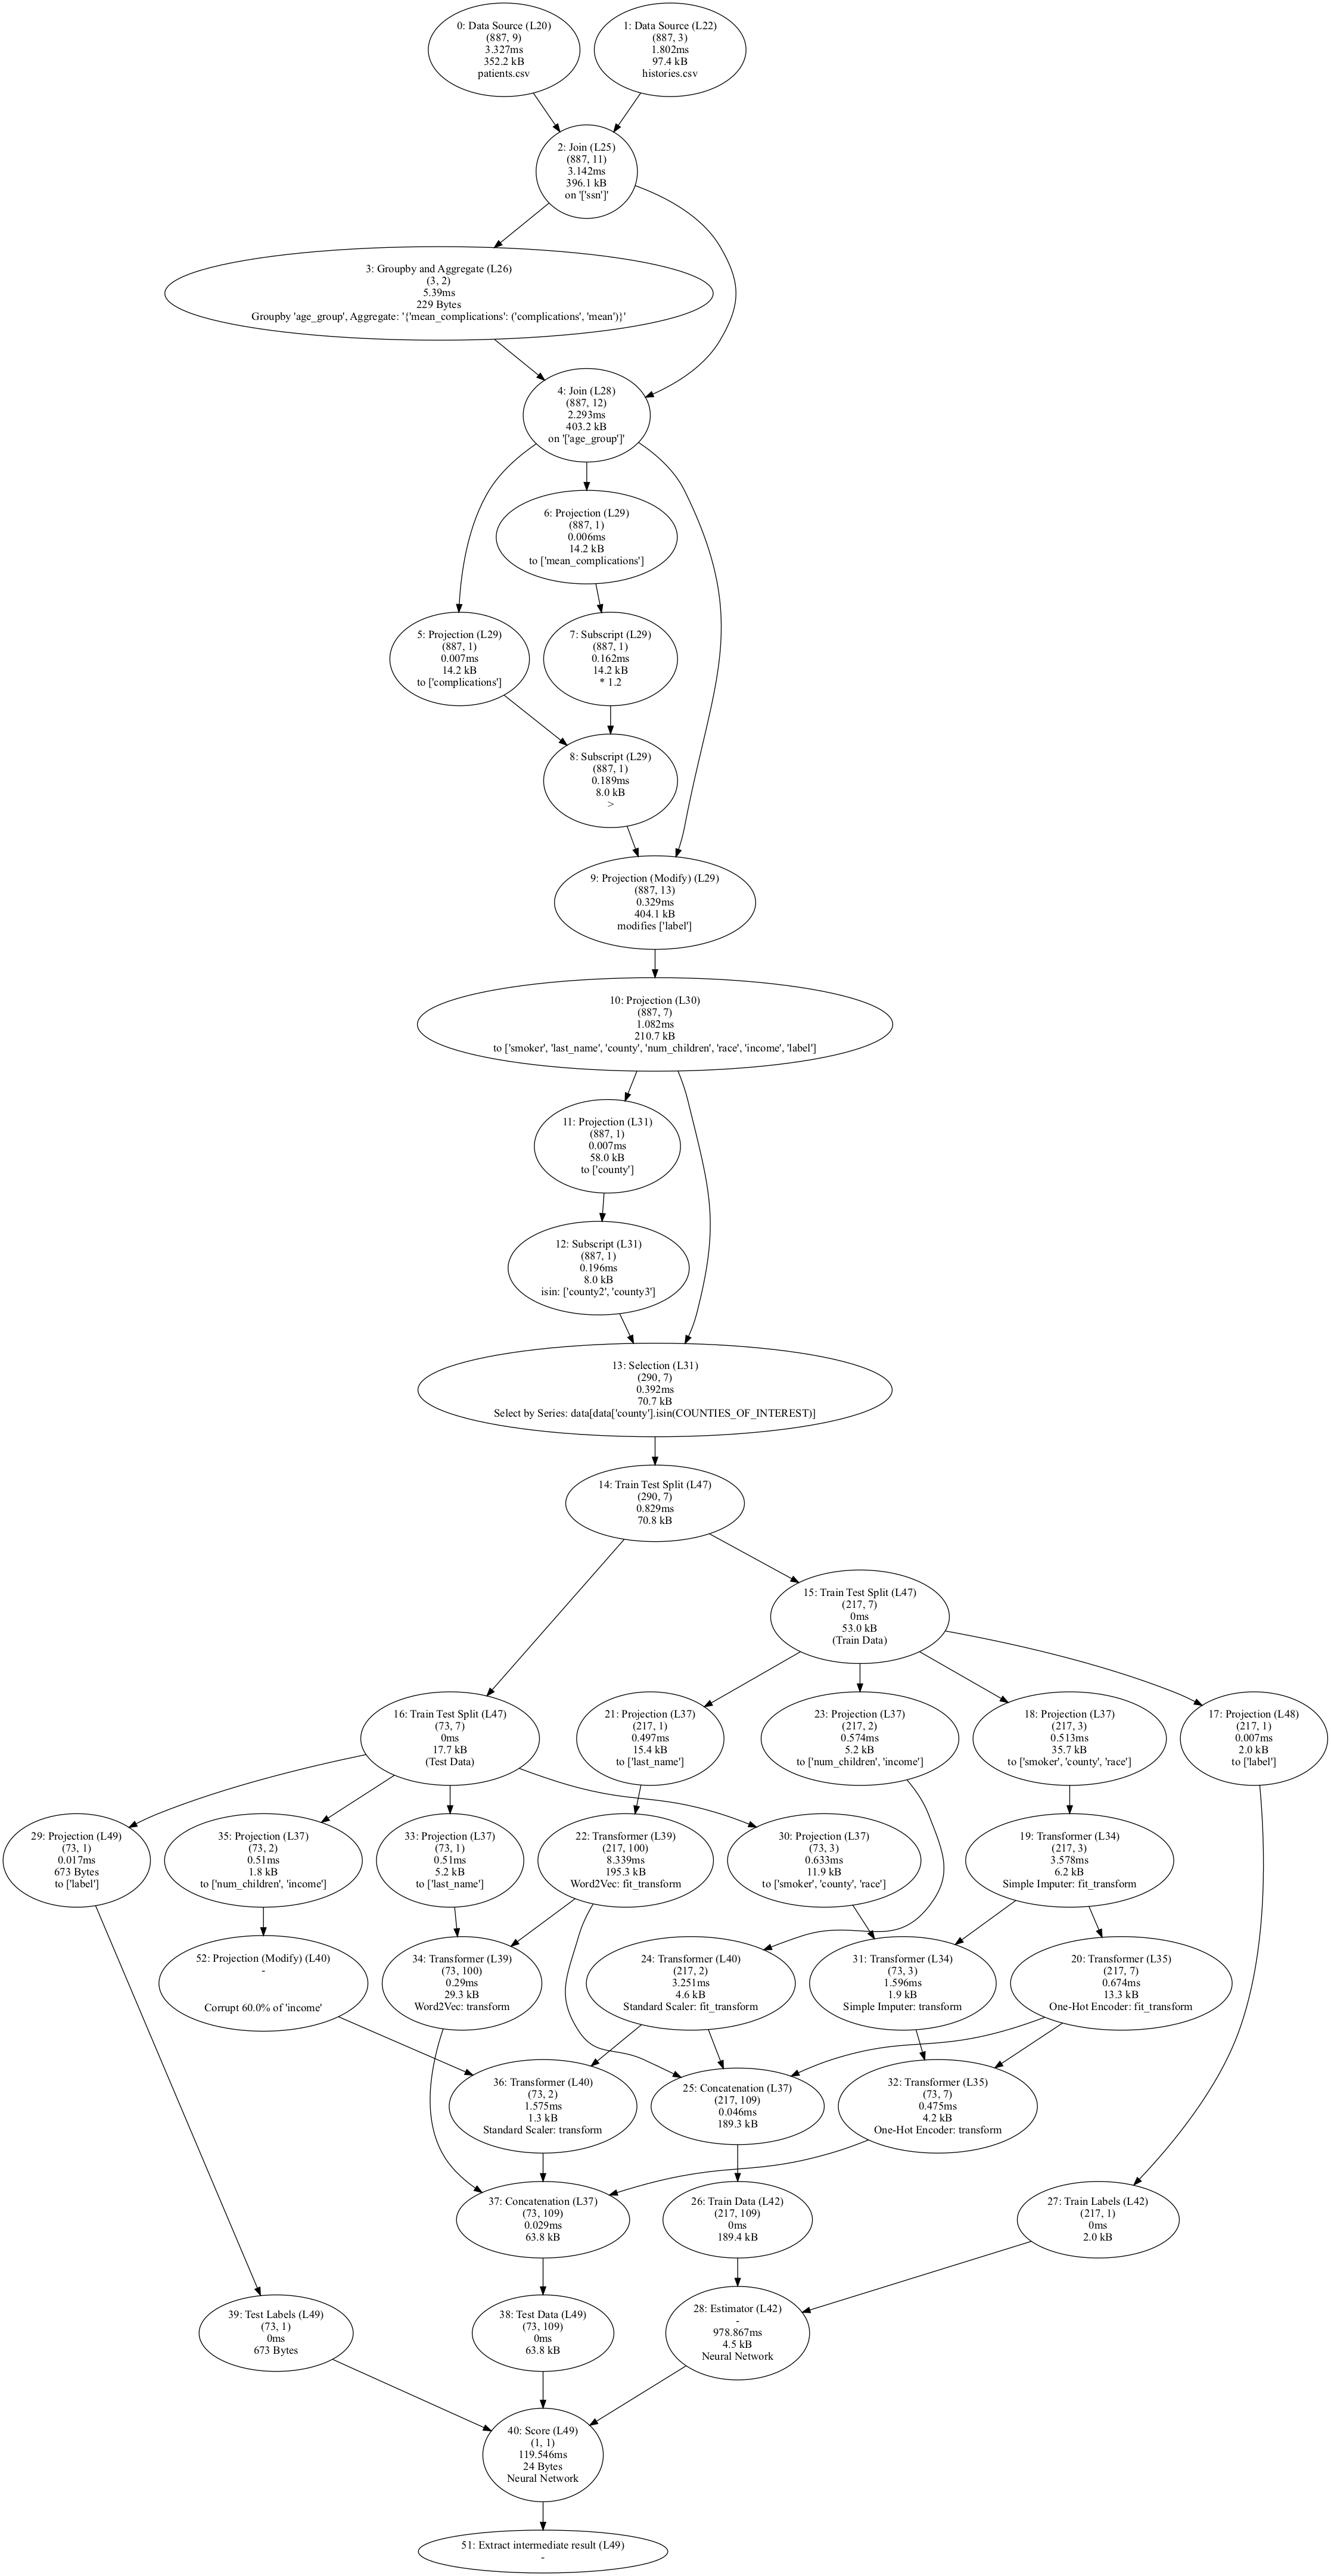 0: Data Source (L20)
(887, 9)
3.327ms
352.2 kB
patients.csv
1: Data Source (L22)
(887, 3)
1.802ms
97.4 kB
histories.csv
2: Join (L25)
(887, 11)
3.142ms
396.1 kB
on '['ssn']'
3: Groupby and Aggregate (L26)
(3, 2)
5.39ms
229 Bytes
Groupby 'age_group', Aggregate: '{'mean_complications': ('complications', 'mean')}'
4: Join (L28)
(887, 12)
2.293ms
403.2 kB
on '['age_group']'
6: Projection (L29)
(887, 1)
0.006ms
14.2 kB
to ['mean_complications']
5: Projection (L29)
(887, 1)
0.007ms
14.2 kB
to ['complications']
7: Subscript (L29)
(887, 1)
0.162ms
14.2 kB
* 1.2
8: Subscript (L29)
(887, 1)
0.189ms
8.0 kB
>
9: Projection (Modify) (L29)
(887, 13)
0.329ms
404.1 kB
modifies ['label']
10: Projection (L30)
(887, 7)
1.082ms
210.7 kB
to ['smoker', 'last_name', 'county', 'num_children', 'race', 'income', 'label']
11: Projection (L31)
(887, 1)
0.007ms
58.0 kB
to ['county']
12: Subscript (L31)
(887, 1)
0.196ms
8.0 kB
isin: ['county2', 'county3']
13: Selection (L31)
(290, 7)
0.392ms
70.7 kB
Select by Series: data[data['county'].isin(COUNTIES_OF_INTEREST)]
14: Train Test Split (L47)
(290, 7)
0.829ms
70.8 kB
15: Train Test Split (L47)
(217, 7)
0ms
53.0 kB
(Train Data)
16: Train Test Split (L47)
(73, 7)
0ms
17.7 kB
(Test Data)
21: Projection (L37)
(217, 1)
0.497ms
15.4 kB
to ['last_name']
23: Projection (L37)
(217, 2)
0.574ms
5.2 kB
to ['num_children', 'income']
18: Projection (L37)
(217, 3)
0.513ms
35.7 kB
to ['smoker', 'county', 'race']
17: Projection (L48)
(217, 1)
0.007ms
2.0 kB
to ['label']
29: Projection (L49)
(73, 1)
0.017ms
673 Bytes
to ['label']
35: Projection (L37)
(73, 2)
0.51ms
1.8 kB
to ['num_children', 'income']
33: Projection (L37)
(73, 1)
0.51ms
5.2 kB
to ['last_name']
22: Transformer (L39)
(217, 100)
8.339ms
195.3 kB
Word2Vec: fit_transform
30: Projection (L37)
(73, 3)
0.633ms
11.9 kB
to ['smoker', 'county', 'race']
19: Transformer (L34)
(217, 3)
3.578ms
6.2 kB
Simple Imputer: fit_transform
52: Projection (Modify) (L40)
-
Corrupt 60.0% of 'income'
34: Transformer (L39)
(73, 100)
0.29ms
29.3 kB
Word2Vec: transform
24: Transformer (L40)
(217, 2)
3.251ms
4.6 kB
Standard Scaler: fit_transform
31: Transformer (L34)
(73, 3)
1.596ms
1.9 kB
Simple Imputer: transform
20: Transformer (L35)
(217, 7)
0.674ms
13.3 kB
One-Hot Encoder: fit_transform
36: Transformer (L40)
(73, 2)
1.575ms
1.3 kB
Standard Scaler: transform
25: Concatenation (L37)
(217, 109)
0.046ms
189.3 kB
32: Transformer (L35)
(73, 7)
0.475ms
4.2 kB
One-Hot Encoder: transform
37: Concatenation (L37)
(73, 109)
0.029ms
63.8 kB
26: Train Data (L42)
(217, 109)
0ms
189.4 kB
27: Train Labels (L42)
(217, 1)
0ms
2.0 kB
39: Test Labels (L49)
(73, 1)
0ms
673 Bytes
38: Test Data (L49)
(73, 109)
0ms
63.8 kB
28: Estimator (L42)
-
978.867ms
4.5 kB
Neural Network
40: Score (L49)
(1, 1)
119.546ms
24 Bytes
Neural Network
51: Extract intermediate result (L49)
-